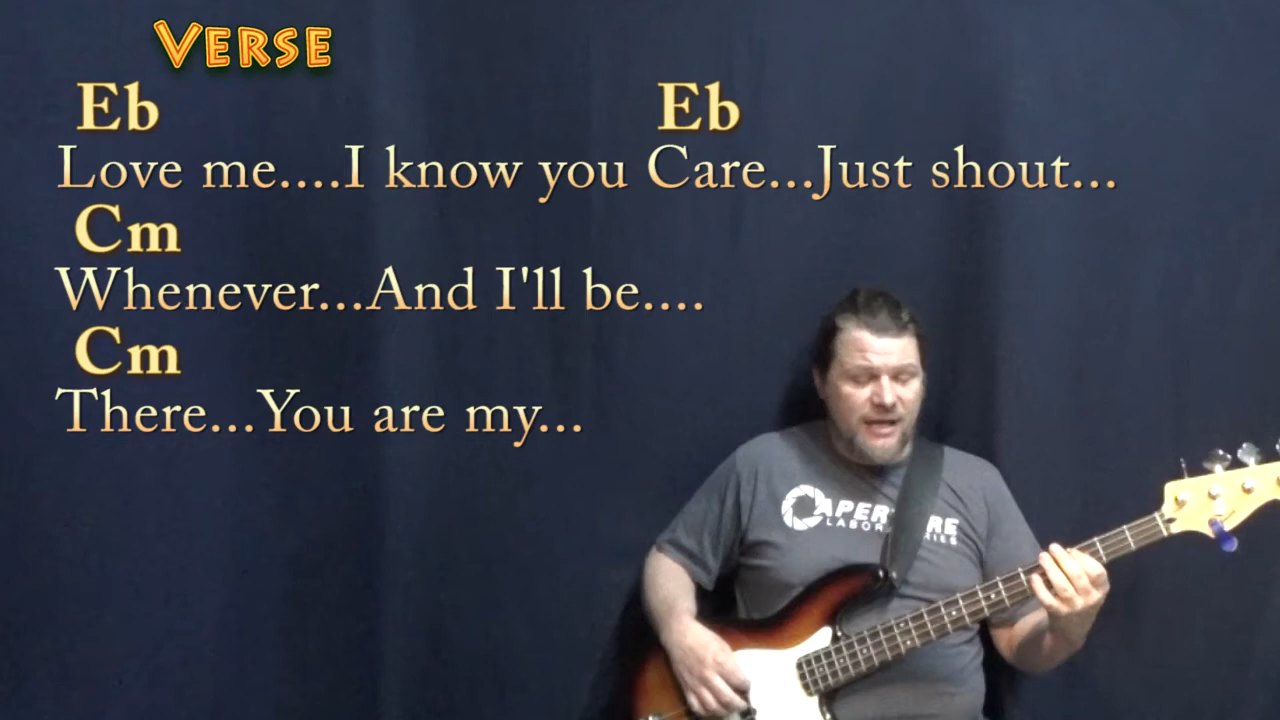 VERSE
Eb Eb
Love me....I know you Care...Just shout...
Cm
Whenever...And I'll be....
Cm
There...You are my...
LABOR